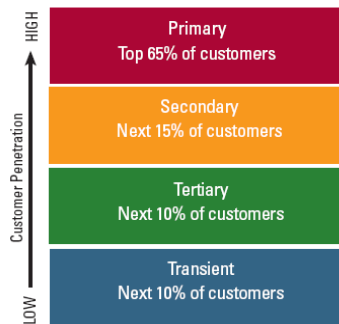 HIGH
Customer Penetration
LOW
Primary
Top 65% of customers
Secondary
Next 15% of customers
Tertiary
Next 10% of customers
Transient
Next 10% of customers